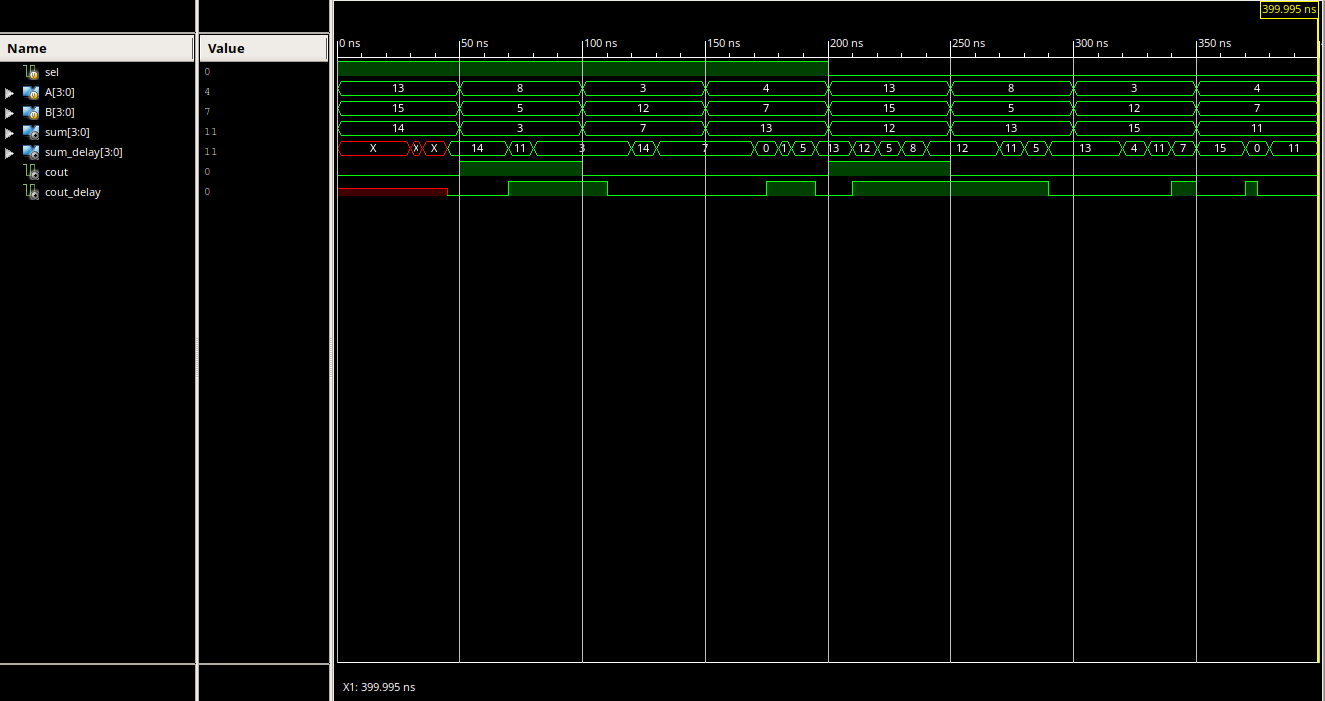 399.995 ns
Name Value
0 ns 50 ns 100 ns 150 ns 200 ns 250 ns 300 ns 350 ns
sel 0
A[3:0] 4 13 8 3 4 13 8 3 4
B[3:0] 7 15 5 12 7 15 5 12 7
sum[3:0] 11 14 3 7 13 12 13 15 11
sum_delay[3:0] 11 X X X 14 11 3 14 7 0 1 5 13 12 5 8 12 11 5 13 4 11 7 15 0 11
cout 0
cout_delay 0
X1: 399.995 ns